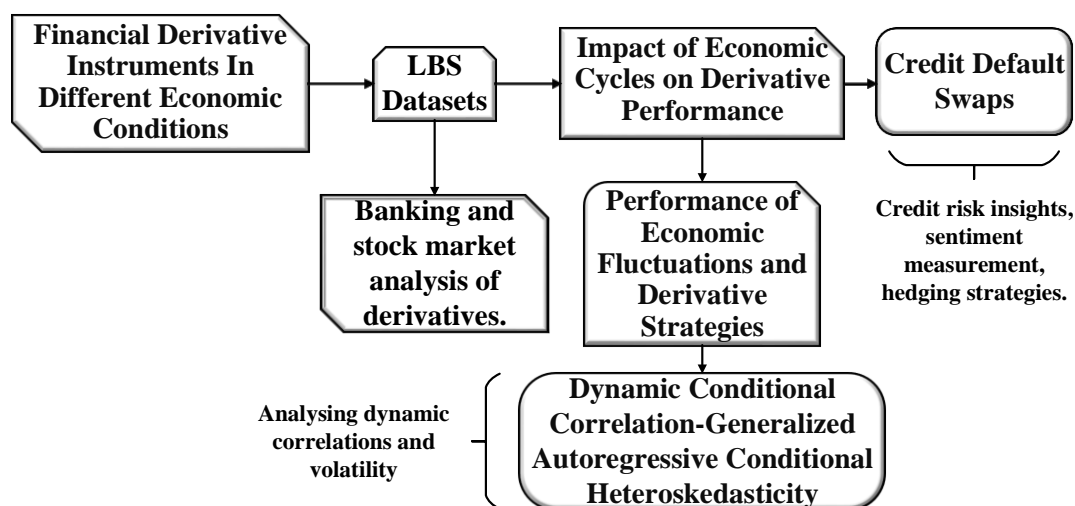 Financial Derivative
Instruments In
Different Economic
Conditions
LBS
Datasets
Impact of Economic
Cycles on Derivative
Performance
Credit Default
Swaps
Banking and
stock market
analysis of
derivatives.
Performance of
Economic
Fluctuations and
Derivative
Strategies
Credit risk insights,
sentiment
measurement,
hedging strategies.
Analysing dynamic
correlations and
volatility
Dynamic Conditional
Correlation-Generalized
Autoregressive Conditional
Heteroskedasticity